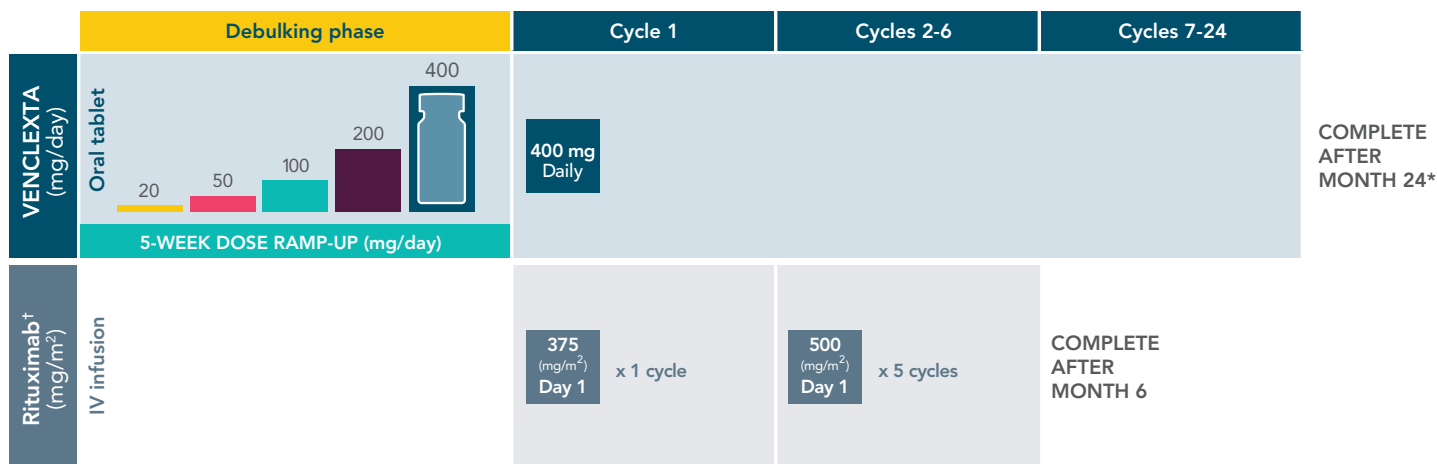 Debulking phase
Cycle 1
Cycles 2-6
Cycles 7-24
VENCLEXTA
(mg/day)
Oral tablet
20
50
100
200
400
5-WEEK DOSE RAMP-UP (mg/day)
400 mg
Daily
COMPLETE
AFTER
MONTH 24*
Rituximab†
(mg/m²)
IV infusion
375
(mg/m²)
Day 1
x 1 cycle
500
(mg/m²)
Day 1
x 5 cycles
COMPLETE
AFTER
MONTH 6